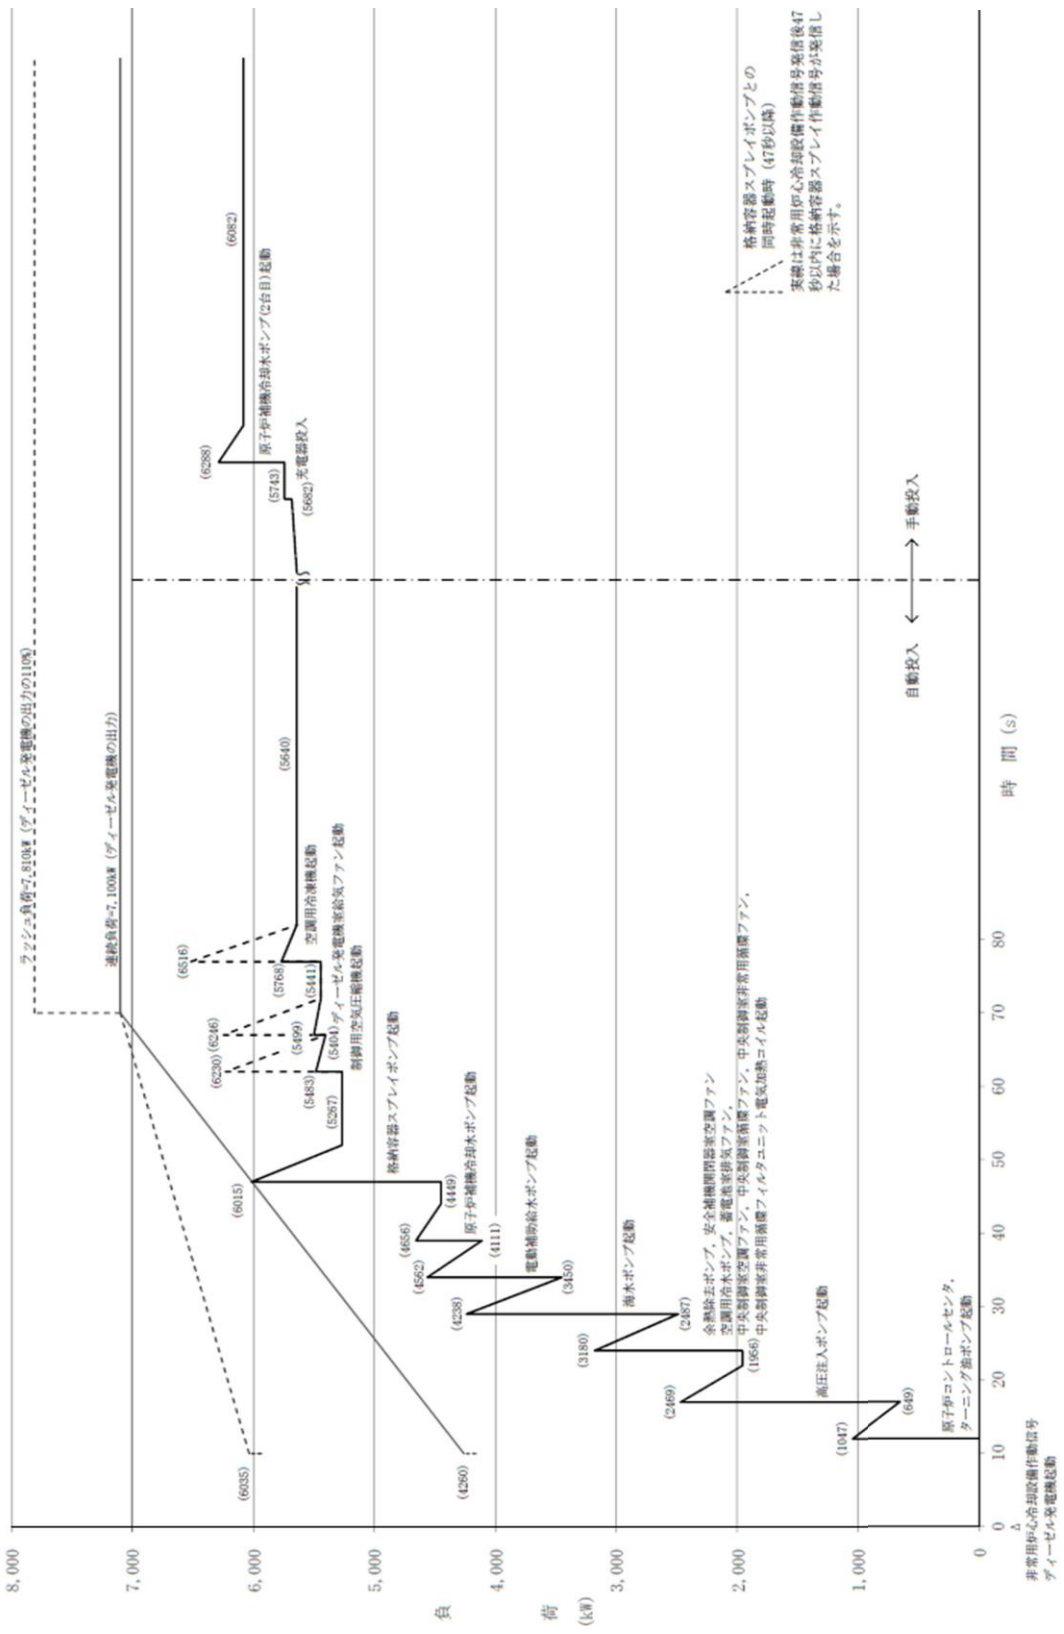 ラッシュ負荷=7,810kW (ディーゼル発電機の出力の110%)
連続負荷=7,100kW (ディーゼル発電機の出力)
8,000
7,000
6,000
5,000
4,000
3,000
2,000
1,000
0
負
荷
(kW)
(6035)
(4260)
(1047)
(649)
原子炉コントロールセンタ,
ターニング油ポンプ起動
(2469)
高圧注入ポンプ起動
(1956)
(3180)
余熱除去ポンプ, 安全補機開閉器室空調ファン
空調用冷水ポンプ, 蓄電池室排気ファン,
中央制御室空調ファン, 中央制御室循環ファン, 中央制御室非常用循環ファン,
中央制御室非常用循環フィルタユニット電気加熱コイル起動
(2487)
(4238)
海水ポンプ起動
(3450)
(4562)
電動補助給水ポンプ起動
(4111)
(4656)
原子炉補機冷却水ポンプ起動
(4449)
(6015)
格納容器スプレイポンプ起動
(5267)
(5483)
(6230)
制御用空気圧縮機起動
(5404)
(5499)
(6246)
ディーゼル発電機室給気ファン起動
(5441)
(5768)
(6516)
空調用冷凍機起動
(5640)
(5682)
充電器投入
(5743)
(6288)
原子炉補機冷却水ポンプ(2台目)起動
(6082)
自動投入
手動投入
格納容器スプレイポンプとの
同時起動時 (47秒以降)
実線は非常用炉心冷却設備作動信号発信後47
秒以内に格納容器スプレイ作動信号が発信し
た場合を示す。
0
10
20
30
40
50
60
70
80
時 間 (s)
非常用炉心冷却設備作動信号
ディーゼル発電機起動